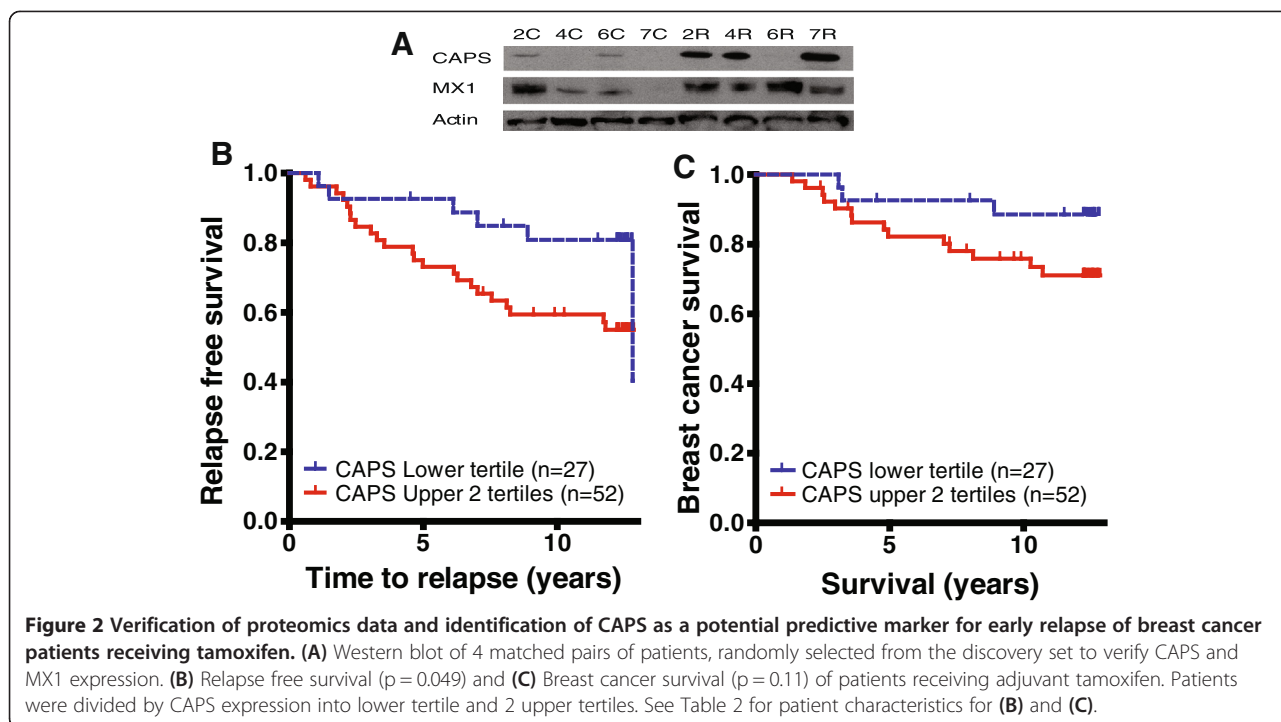 A
2C 4C 6C 7C 2R 4R 6R 7R
CAPS
MX1
Actin
B
1.0
0.8
0.6
0.4
0.2
0.0
Relapse free survival
CAPS Lower tertile (n=27)
CAPS Upper 2 tertiles (n=52)
0 5 10
Time to relapse (years)
C
1.0
0.8
0.6
0.4
0.2
0.0
Breast cancer survival
CAPS lower tertile (n=27)
CAPS upper 2 tertiles (n=52)
0 5 10
Survival (years)
Figure 2 Verification of proteomics data and identification of CAPS as a potential predictive marker for early relapse of breast cancer
patients receiving tamoxifen. (A) Western blot of 4 matched pairs of patients, randomly selected from the discovery set to verify CAPS and
MX1 expression. (B) Relapse free survival (p = 0.049) and (C) Breast cancer survival (p = 0.11) of patients receiving adjuvant tamoxifen. Patients
were divided by CAPS expression into lower tertile and 2 upper tertiles. See Table 2 for patient characteristics for (B) and (C).